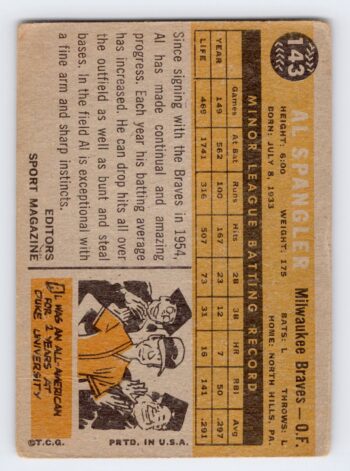 143
AL SPANGLER
Milwaukee Braves — O.F.
HEIGHT: 6:00 WEIGHT: 175 BATS: L THROWS: L
BORN: JULY 8, 1933 HOME: NORTH HILLS, PA.
MINOR LEAGUE BATTING RECORD
Games At Bat Runs Hits 2B 3B HR RBI Avg
YEAR 149 562 100 167 23 12 7 50 .297
LIFE 469 1741 316 507 73 31 16 141 .291
Since signing with the Braves in 1954,
Al has made continual and amazing
progress. Each year his batting average
has increased. He can drop hits all over
the outfield as well as bunt and steal
bases. In the field Al is exceptional with
a fine arm and sharp instincts.
EDITORS
SPORT MAGAZINE
AL WAS AN ALL-AMERICAN
FOR 2 YEARS AT
DUKE UNIVERSITY
©T.C.G. PRTD. IN U.S.A.